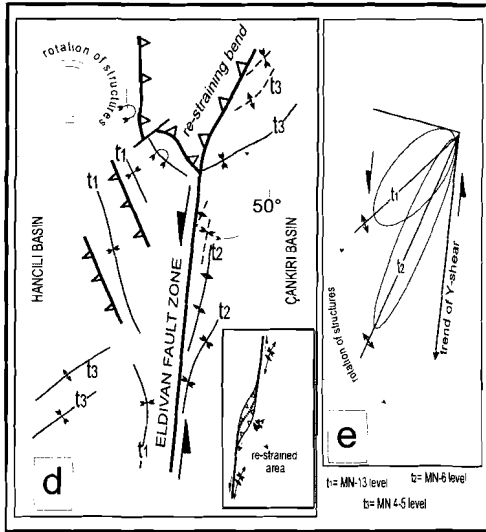 rotation of structures
re-straining bend
t3
t3
t1
t1
50°
HANCILI BASIN
ÇANKIRI BASIN
ELDIVAN FAULT ZONE
t2
t2
t3
t3
t1
re-strained
area
d
t1
t2
trend of Y-shear
rotation of structures
e
t1= MN-13 level
t2= MN-6 level
t3= MN 4-5 level